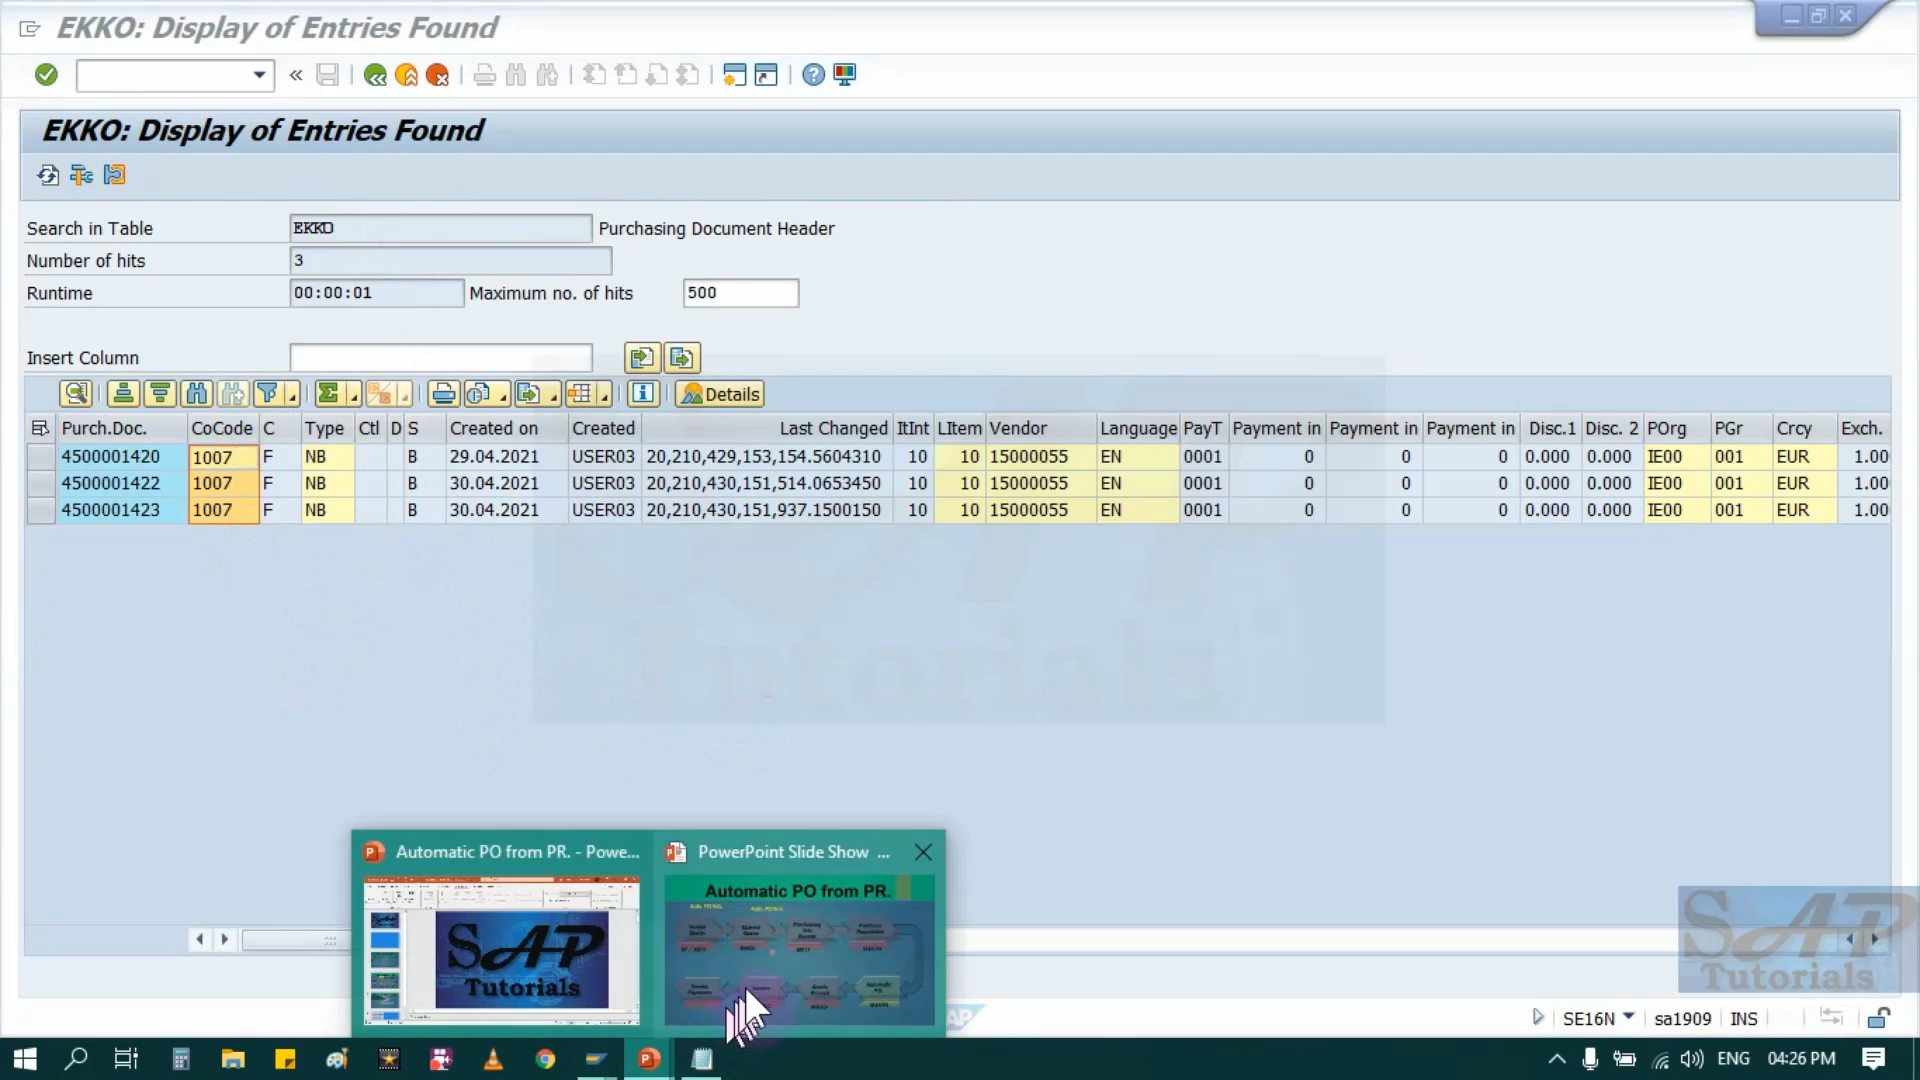 EKKO: Display of Entries Found
EKKO: Display of Entries Found
Search in Table EKKO Purchasing Document Header
Number of hits 3
Runtime 00:00:01 Maximum no. of hits 500
Insert Column
Details
Purch.Doc. CoCode C Type Ctl D S Created on Created Last Changed ItInt LItem Vendor Language PayT Payment in Payment in Payment in Disc.1 Disc. 2 POrg PGr Crcy Exch.
4500001420 1007 F NB B 29.04.2021 USER03 20,210,429,153,154.5604310 10 10 15000055 EN 0001 0 0 0 0.000 0.000 IE00 001 EUR 1.00
4500001422 1007 F NB B 30.04.2021 USER03 20,210,430,151,514.0653450 10 10 15000055 EN 0001 0 0 0 0.000 0.000 IE00 001 EUR 1.00
4500001423 1007 F NB B 30.04.2021 USER03 20,210,430,151,937.1500150 10 10 15000055 EN 0001 0 0 0 0.000 0.000 IE00 001 EUR 1.00
Tutorials
Automatic PO from PR. - Powe... PowerPoint Slide Show ...
Automatic PO from PR.
SAP
Tutorials
SAP
Tutorials
SE16N sa1909 INS
ENG 04:26 PM